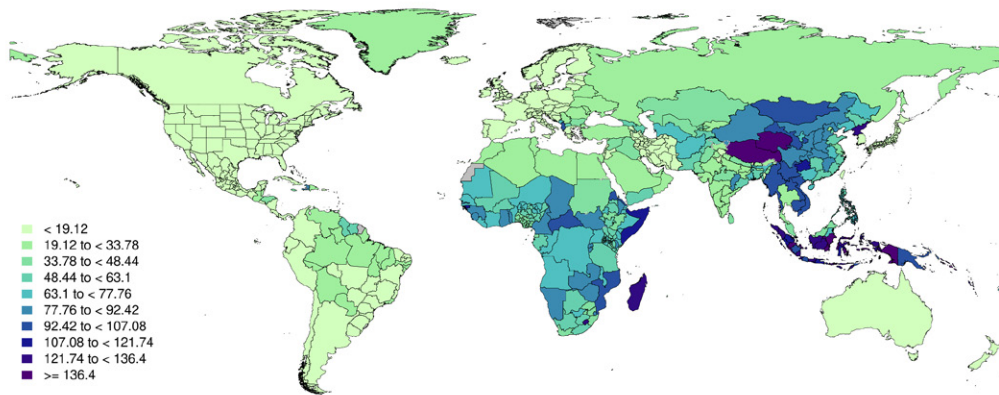 < 19.12
19.12 to < 33.78
33.78 to < 48.44
48.44 to < 63.1
63.1 to < 77.76
77.76 to < 92.42
92.42 to < 107.08
107.08 to < 121.74
121.74 to < 136.4
>= 136.4